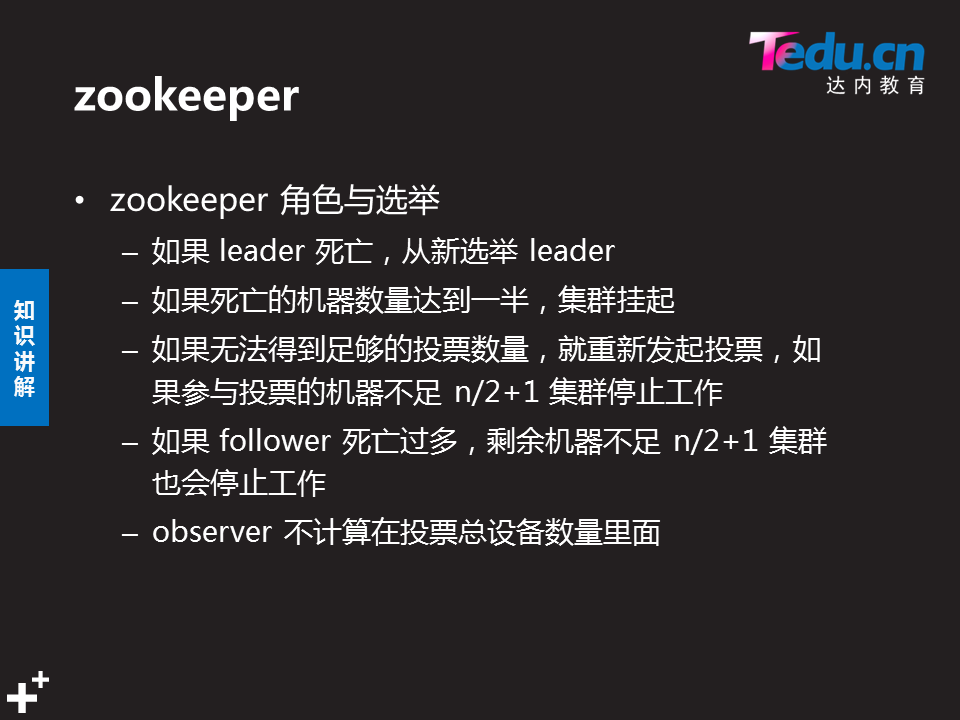 Tedu.cn
达内教育
zookeeper
• zookeeper 角色与选举
– 如果 leader 死亡，从新选举 leader
– 如果死亡的机器数量达到一半，集群挂起
– 如果无法得到足够的投票数量，就重新发起投票，如
果参与投票的机器不足 n/2+1 集群停止工作
– 如果 follower 死亡过多，剩余机器不足 n/2+1 集群
也会停止工作
– observer 不计算在投票总设备数量里面
知
识
讲
解